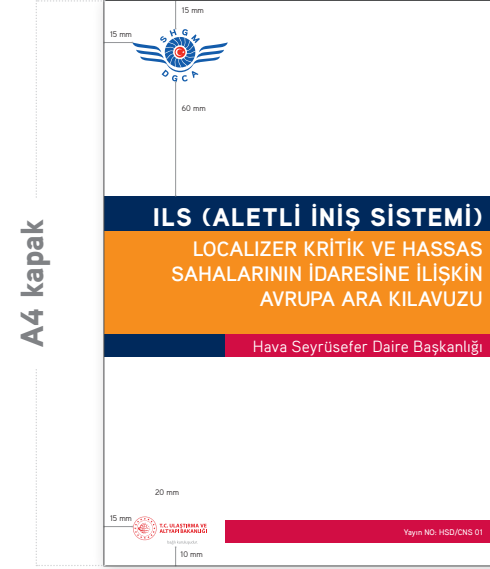 15 mm
15 mm
SHGM
DGCA
60 mm
A4 kapak
ILS (ALETLİ İNİŞ SİSTEMİ)
LOCALIZER KRİTİK VE HASSAS
SAHALARININ İDARESİNE İLİŞKİN
AVRUPA ARA KILAVUZU
Hava Seyrüsefer Daire Başkanlığı
20 mm
15 mm
T.C. ULAŞTIRMA VE
ALTYAPI BAKANLIĞI
Yayın NO: HSD/CNS 01
10 mm